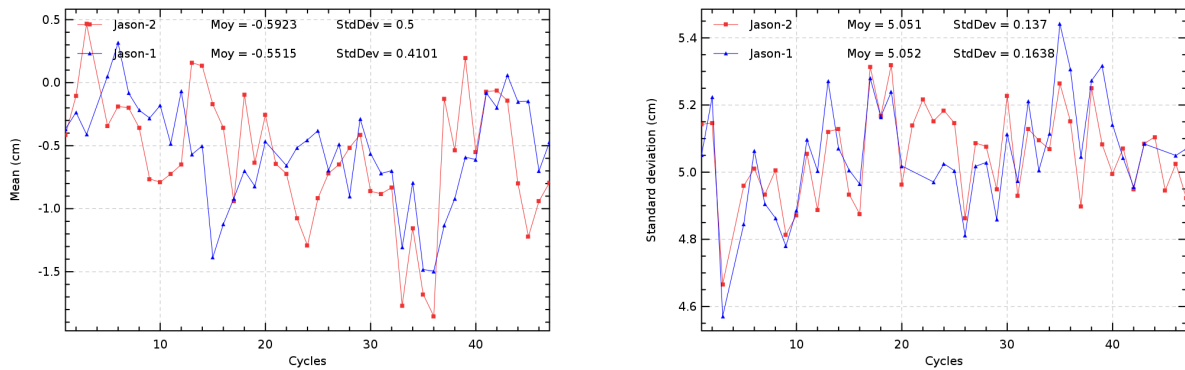 0.5
0.0
-0.5
-1.0
-1.5
Mean (cm)
Jason-2 Moy = -0.5923 StdDev = 0.5
Jason-1 Moy = -0.5515 StdDev = 0.4101
10 20 30 40
Cycles
5.4
5.2
5.0
4.8
4.6
Standard deviation (cm)
Jason-2 Moy = 5.051 StdDev = 0.137
Jason-1 Moy = 5.052 StdDev = 0.1638
10 20 30 40
Cycles